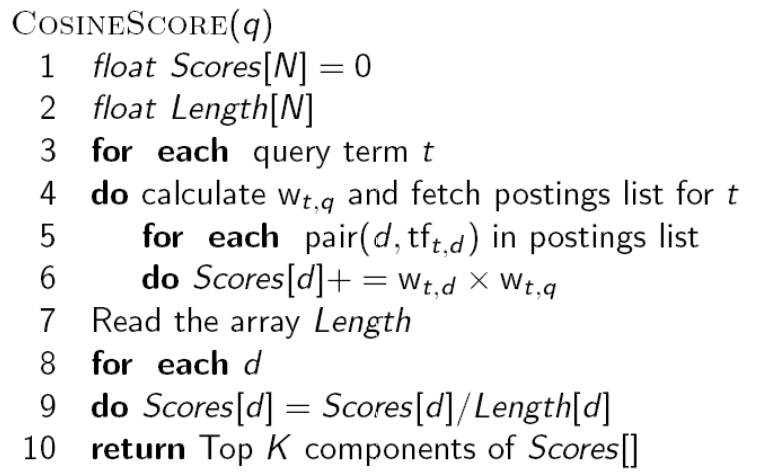 COSINESCORE(q)
1 float Scores[N] = 0
2 float Length[N]
3 for each query term t
4 do calculate w_{t,q} and fetch postings list for t
5 for each pair(d, tf_{t,d}) in postings list
6 do Scores[d]+ = w_{t,d} × w_{t,q}
7 Read the array Length
8 for each d
9 do Scores[d] = Scores[d]/Length[d]
10 return Top K components of Scores[]